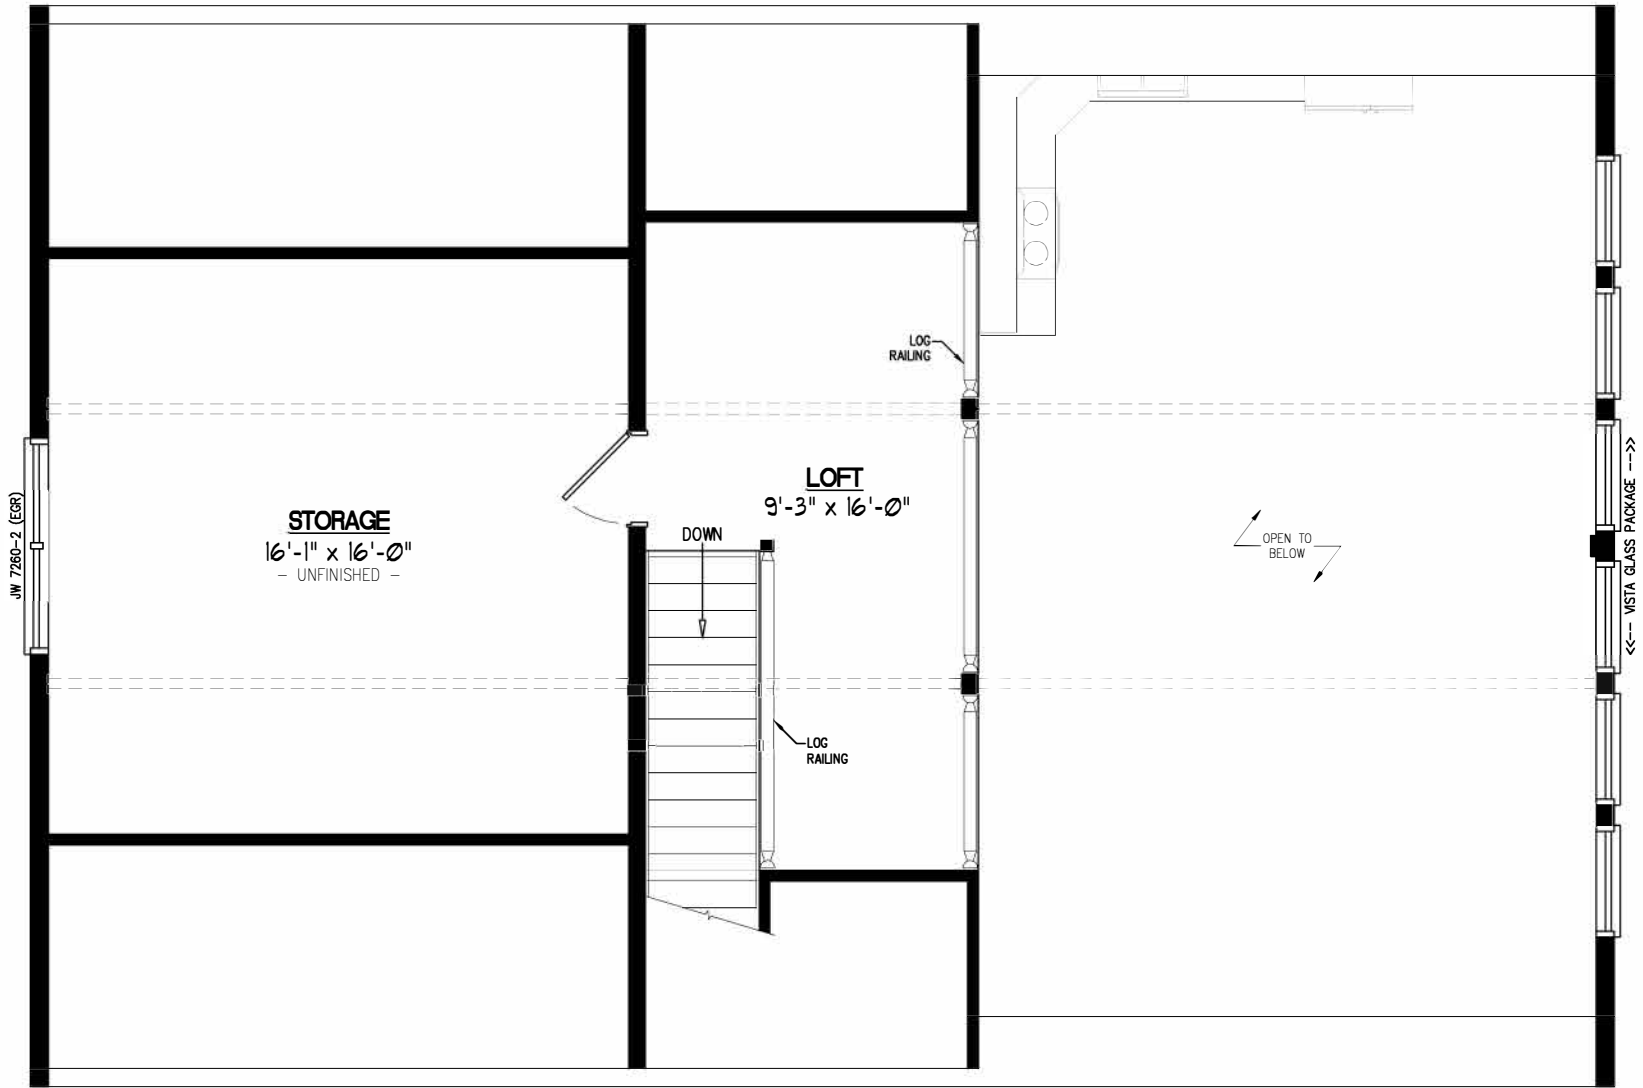 LOG
RAILING
LOFT
9'-3" x 16'-0"
STORAGE
16'-1" x 16'-0"
- UNFINISHED -
DOWN
OPEN TO
BELOW
LOG
RAILING
JW 7260-2 (EGR)
<<-- VISTA GLASS PACKAGE -->>